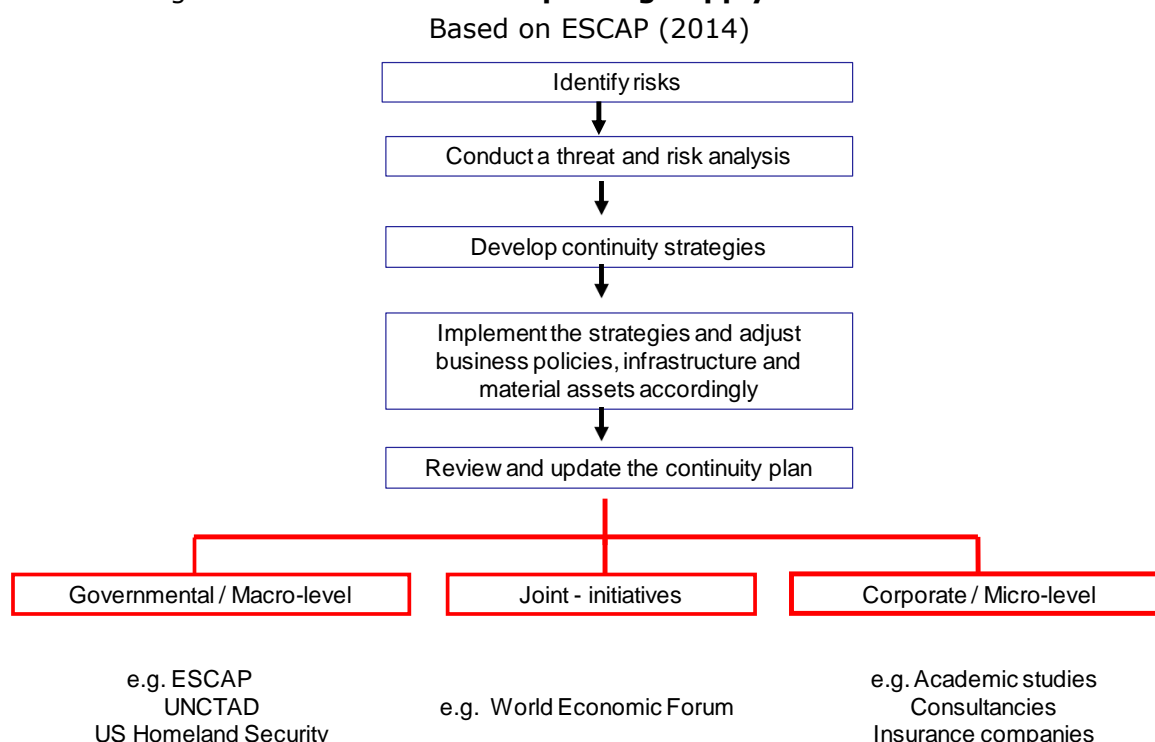 Based on ESCAP (2014)
Identify risks
Conduct a threat and risk analysis
Develop continuity strategies
Implement the strategies and adjust
business policies, infrastructure and
material assets accordingly
Review and update the continuity plan
Governmental / Macro-level
Joint - initiatives
Corporate / Micro-level
e.g. ESCAP
UNCTAD
US Homeland Security
e.g. World Economic Forum
e.g. Academic studies
Consultancies
Insurance companies